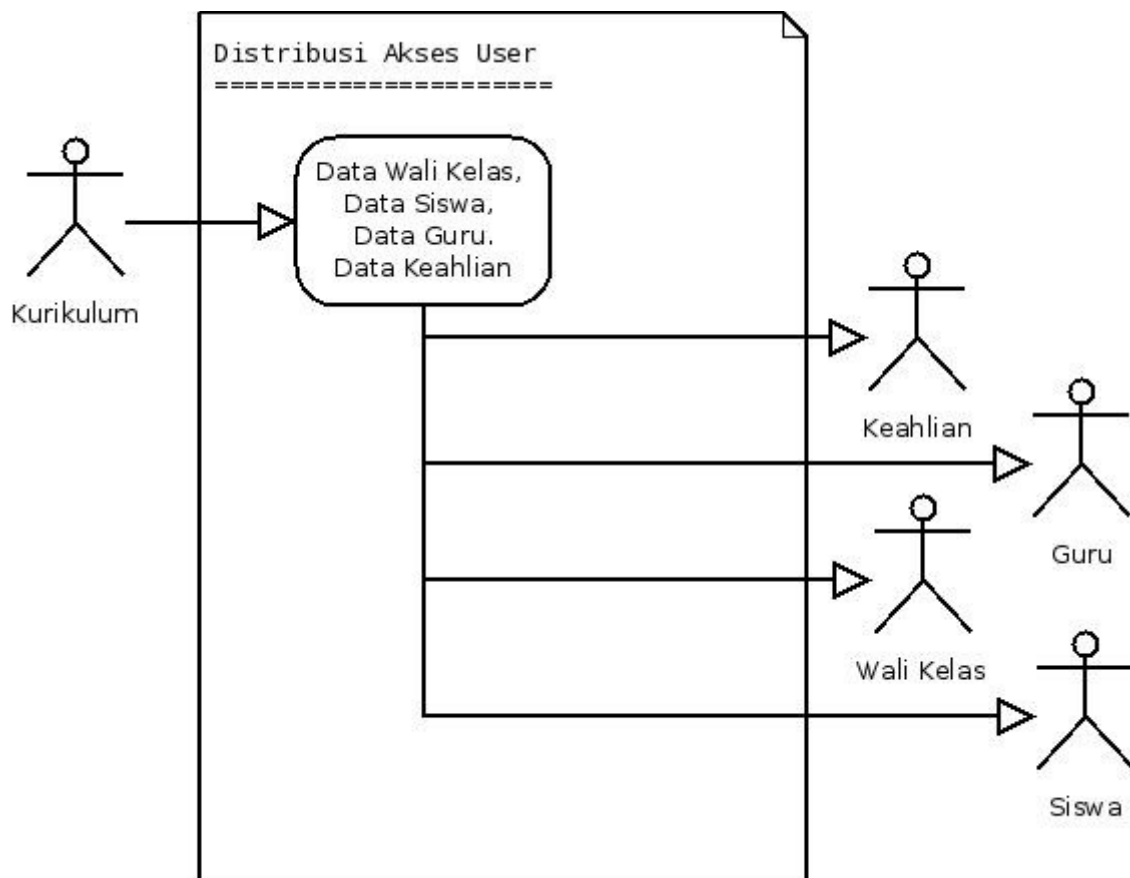 Distribusi Akses User
======================
Data Wali Kelas,
Data Siswa,
Data Guru.
Data Keahlian
Kurikulum
Keahlian
Guru
Wali Kelas
Siswa